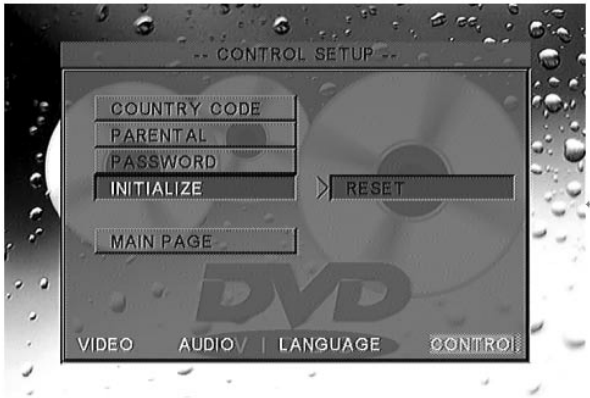 -- CONTROL SETUP --
COUNTRY CODE
PARENTAL
PASSWORD
INITIALIZE RESET
MAIN PAGE
DVD
VIDEO AUDIO LANGUAGE CONTROL